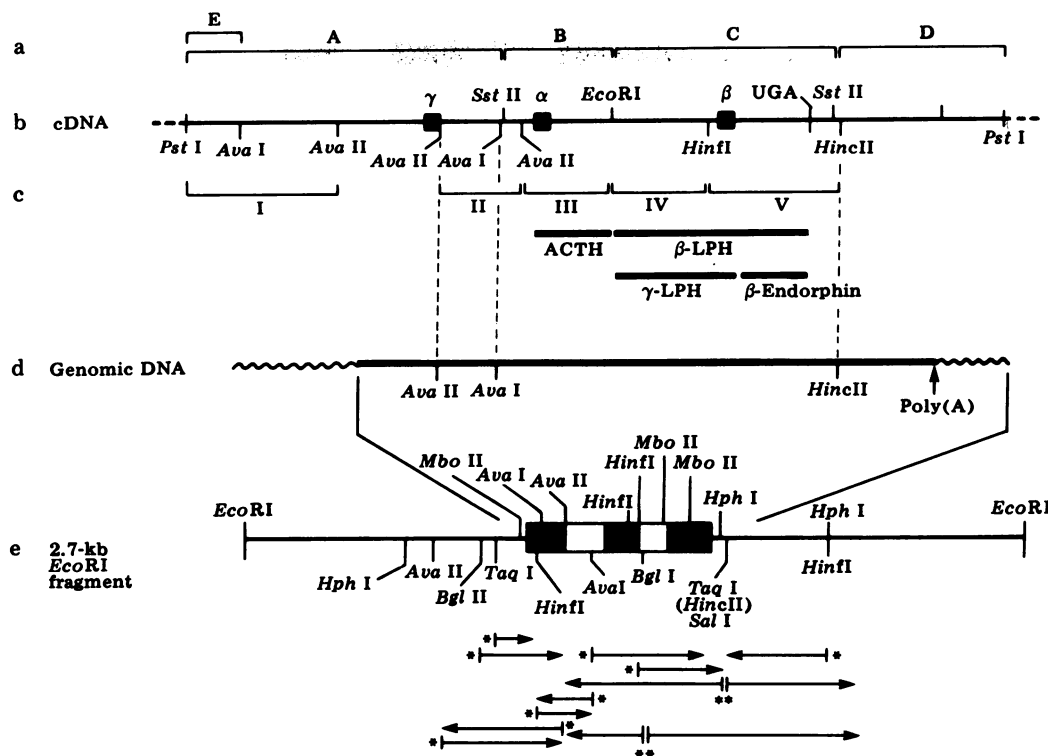 E
a A B C D
γ Sst II α EcoRI β UGA Sst II
b cDNA
Pst I Ava I Ava II Ava II Ava I Ava II HinfI HincII Pst I
c I II III IV V
ACTH β-LPH
γ-LPH β-Endorphin
d Genomic DNA
Ava II Ava I HincII Poly(A)
Mbo II
Mbo II Ava I Ava II HinfI Mbo II
EcoRI HinfI Hph I Hph I EcoRI
e 2.7-kb
EcoRI
fragment
Hph I Ava II Bgl II Taq I HinfI AvaI Bgl I Taq I HinfI
(HincII)
Sal I
*
* * *
*
**
*
*
*
*
**